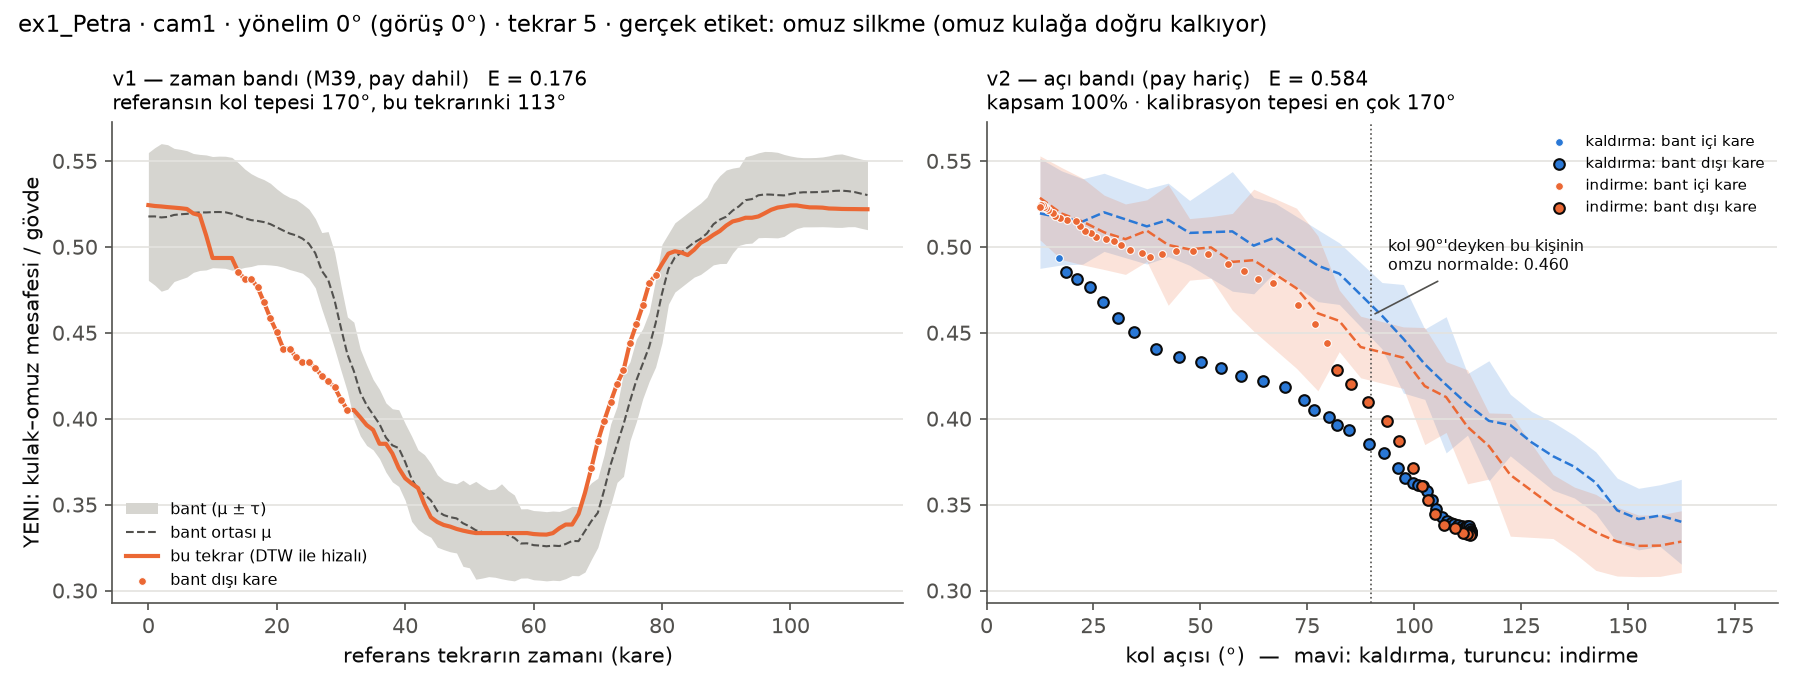 ex1_Petra · cam1 · yönelim 0° (görüş 0°) · tekrar 5 · gerçek etiket: omuz silkme (omuz kulağa doğru kalkıyor)
v1 — zaman bandı (M39, pay dahil)   E = 0.176
referansın kol tepesi 170°, bu tekrarınki 113°
YENI: kulak–omuz mesafesi / gövde
0.55
0.50
0.45
0.40
0.35
0.30
bant (μ ± τ)
bant ortası μ
bu tekrar (DTW ile hizalı)
bant dışı kare
0 20 40 60 80 100
referans tekrarın zamanı (kare)
v2 — açı bandı (pay hariç)   E = 0.584
kapsam 100% · kalibrasyon tepesi en çok 170°
0.55
0.50
0.45
0.40
0.35
0.30
kaldırma: bant içi kare
kaldırma: bant dışı kare
indirme: bant içi kare
indirme: bant dışı kare
kol 90°'deyken bu kişinin
omzu normalde: 0.460
0 25 50 75 100 125 150 175
kol açısı (°)  —  mavi: kaldırma, turuncu: indirme